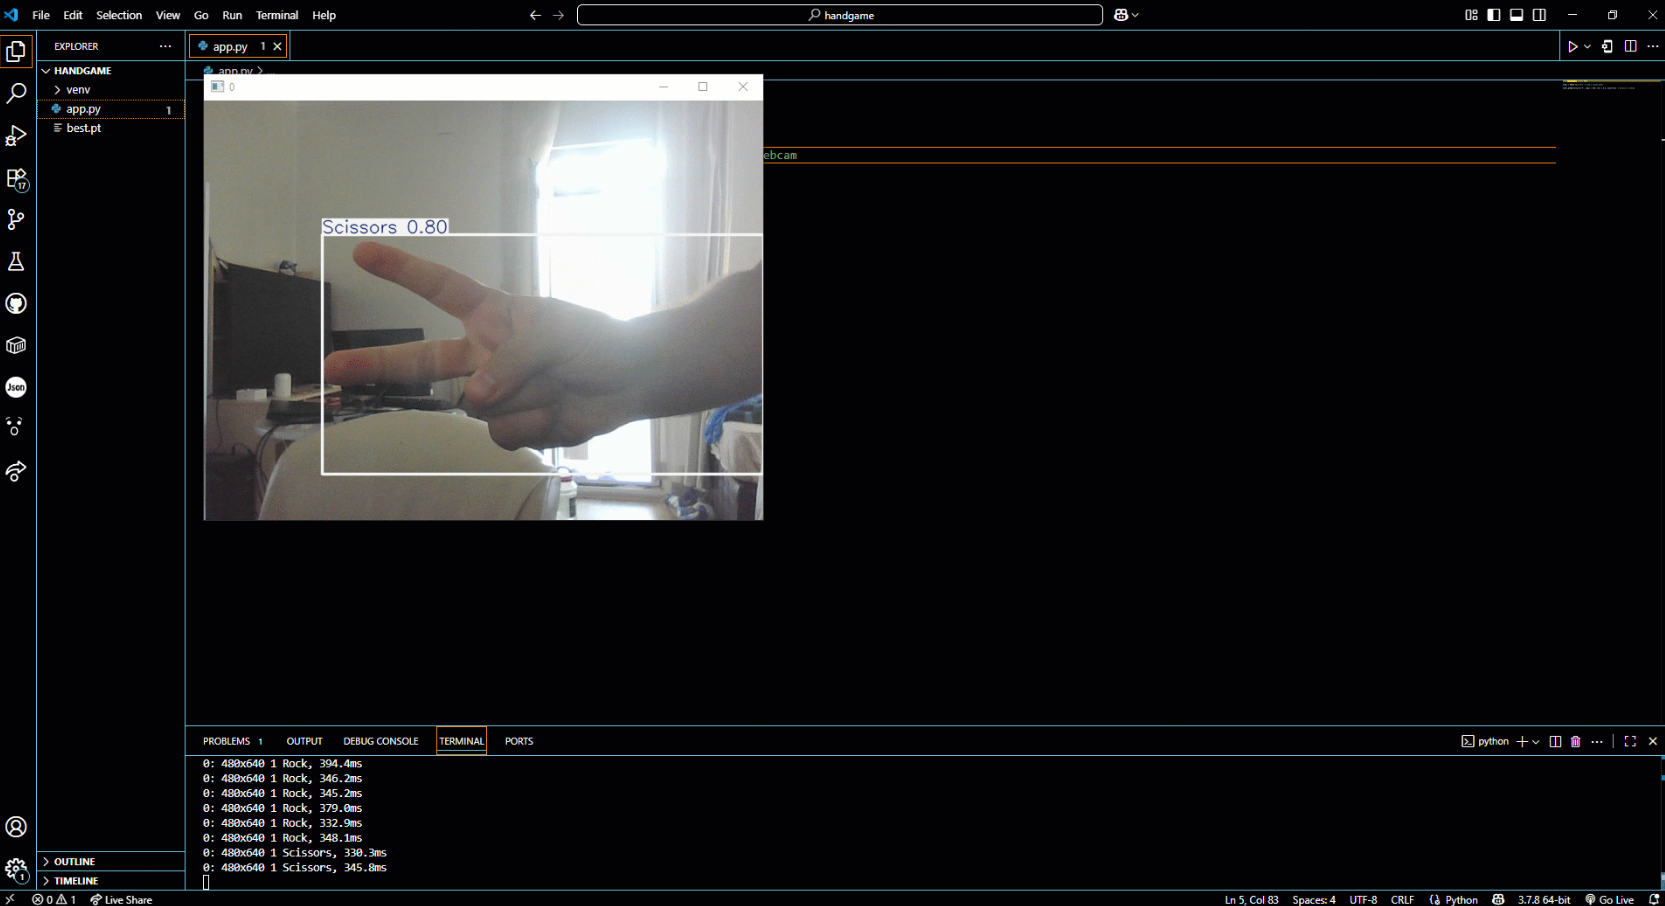 File Edit Selection View Go Run Terminal Help
handgame
EXPLORER
HANDGAME
venv
app.py 1
best.pt
app.py 1
app.py
0
ebcam
Scissors 0.80
17
Json
PROBLEMS 1 OUTPUT DEBUG CONSOLE TERMINAL PORTS
python
0: 480x640 1 Rock, 394.4ms
0: 480x640 1 Rock, 346.2ms
0: 480x640 1 Rock, 345.2ms
0: 480x640 1 Rock, 379.0ms
0: 480x640 1 Rock, 332.9ms
0: 480x640 1 Rock, 348.1ms
0: 480x640 1 Scissors, 330.3ms
0: 480x640 1 Scissors, 345.8ms
OUTLINE
TIMELINE
1
0 1 Live Share
Ln 5, Col 83 Spaces: 4 UTF-8 CRLF Python 3.7.8 64-bit Go Live